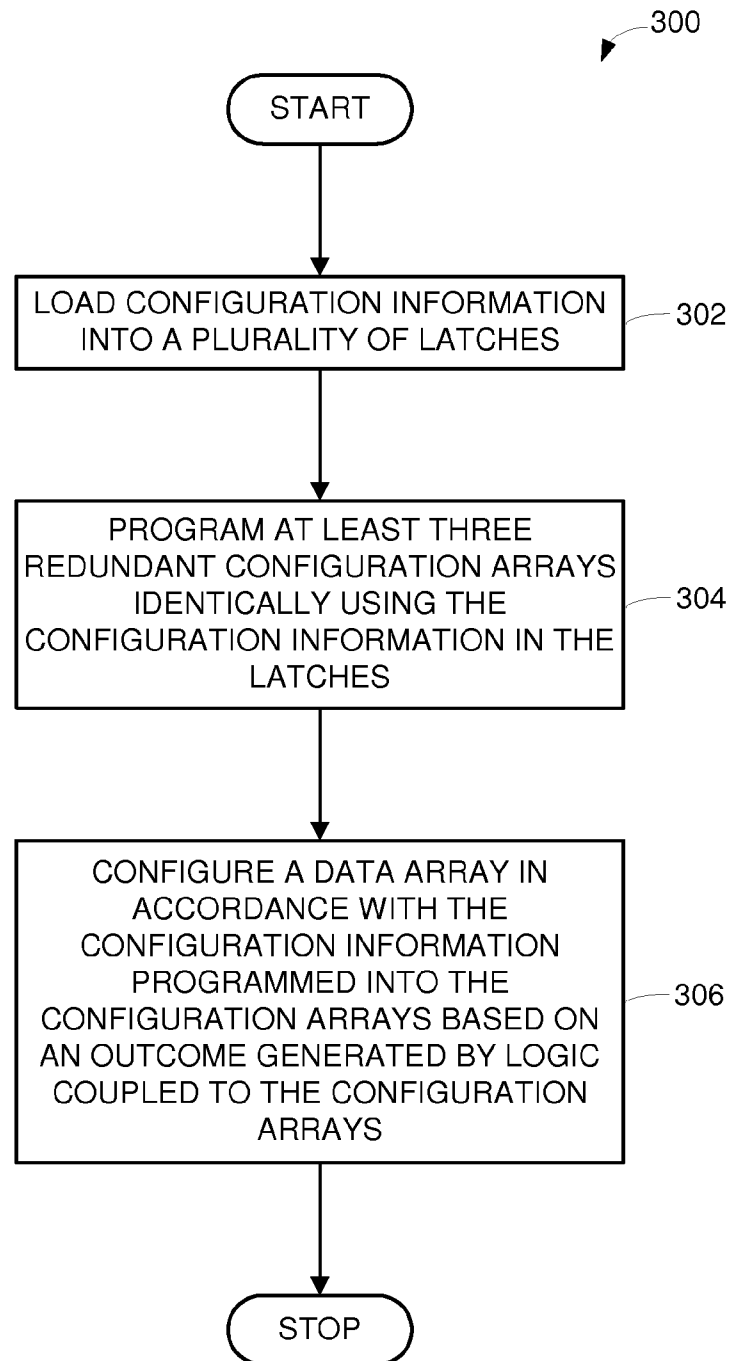 300
START
LOAD CONFIGURATION INFORMATION
INTO A PLURALITY OF LATCHES
302
PROGRAM AT LEAST THREE
REDUNDANT CONFIGURATION ARRAYS
IDENTICALLY USING THE
CONFIGURATION INFORMATION IN THE
LATCHES
304
CONFIGURE A DATA ARRAY IN
ACCORDANCE WITH THE
CONFIGURATION INFORMATION
PROGRAMMED INTO THE
CONFIGURATION ARRAYS BASED ON
AN OUTCOME GENERATED BY LOGIC
COUPLED TO THE CONFIGURATION
ARRAYS
306
STOP